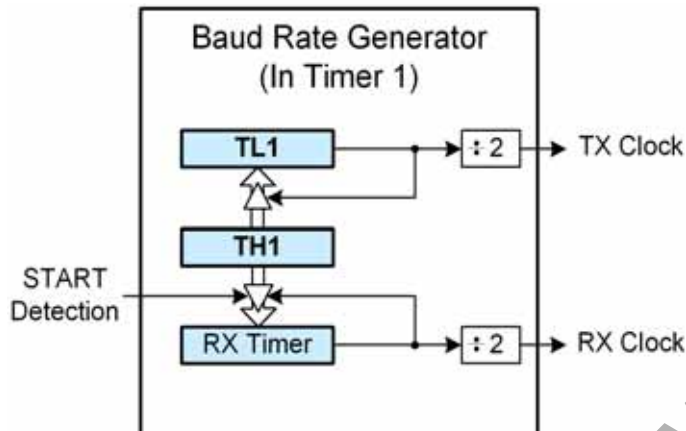 Baud Rate Generator
(In Timer 1)
TL1
÷ 2
TX Clock
TH1
START
Detection
RX Timer
÷ 2
RX Clock